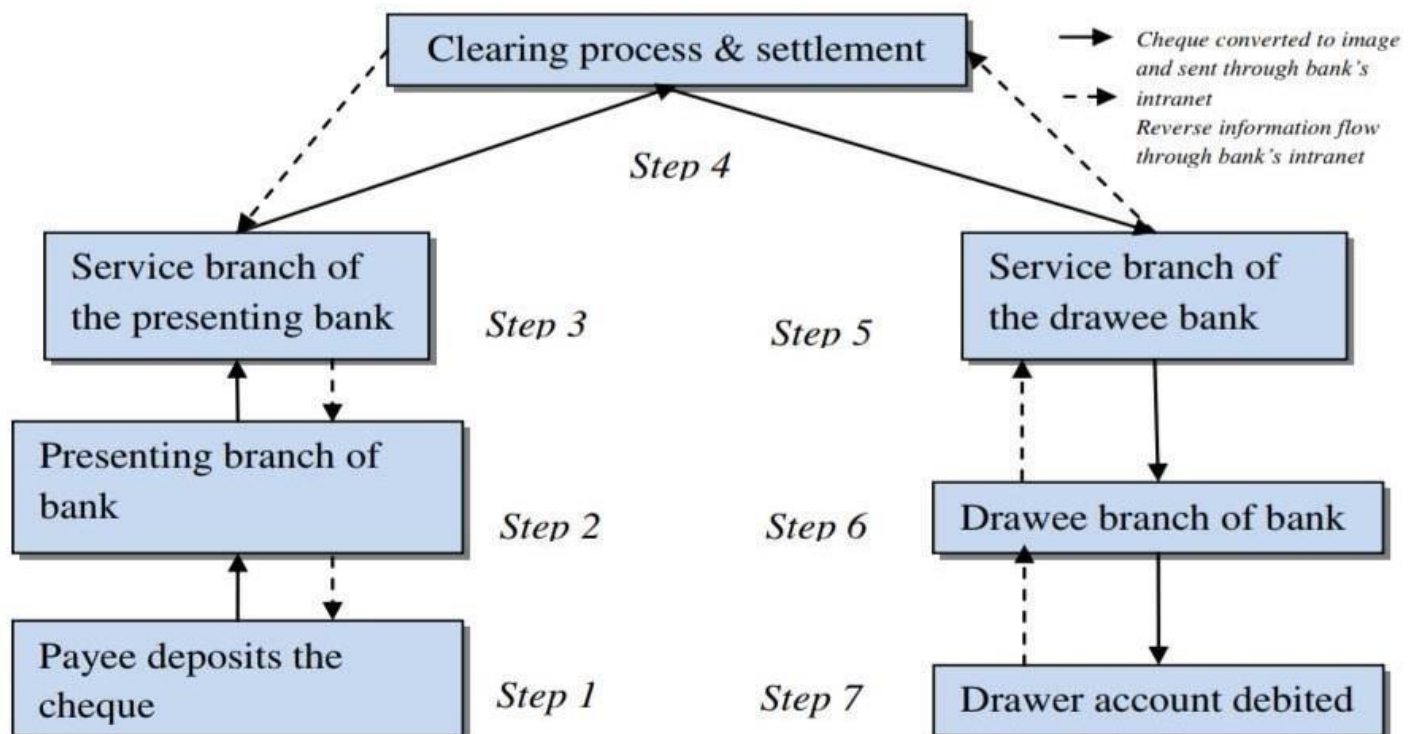 Clearing process & settlement
Cheque converted to image
and sent through bank's
intranet
Reverse information flow
through bank's intranet
Step 4
Service branch of
the presenting bank
Step 3
Step 5
Service branch of
the drawee bank
Presenting branch of
bank
Step 2
Step 6
Drawee branch of bank
Payee deposits the
cheque
Step 1
Step 7
Drawer account debited